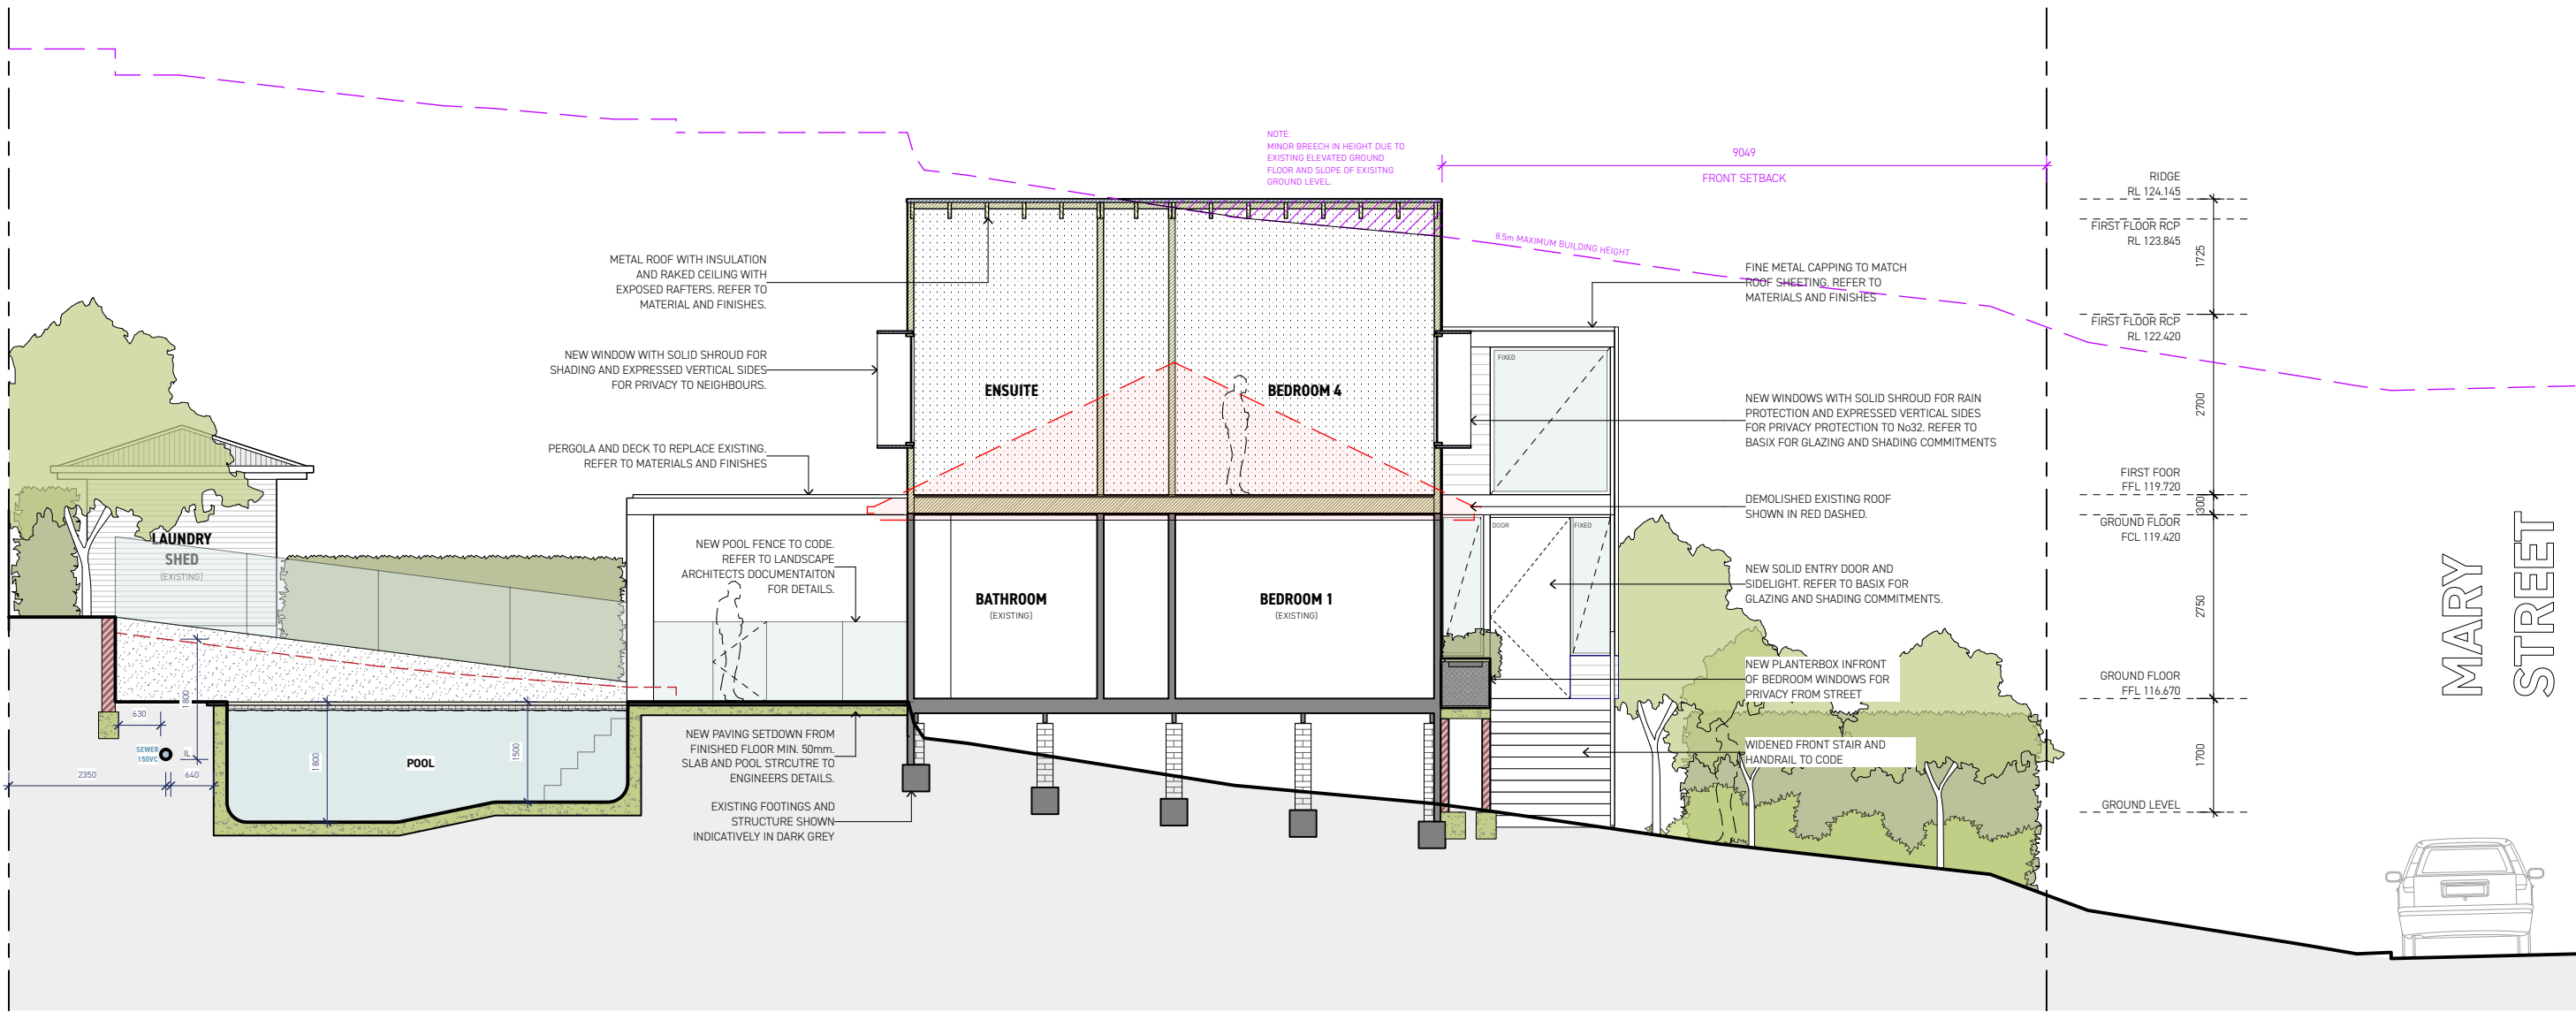 NOTE:
MINOR BREECH IN HEIGHT DUE TO
EXISTING ELEVATED GROUND
FLOOR AND SLOPE OF EXISITNG
GROUND LEVEL.
9049
FRONT SETBACK
8.5m MAXIMUM BUILDING HEIGHT
METAL ROOF WITH INSULATION
AND RAKED CEILING WITH
EXPOSED RAFTERS. REFER TO
MATERIAL AND FINISHES.
NEW WINDOW WITH SOLID SHROUD FOR
SHADING AND EXPRESSED VERTICAL SIDES
FOR PRIVACY TO NEIGHBOURS.
PERGOLA AND DECK TO REPLACE EXISTING.
REFER TO MATERIALS AND FINISHES
NEW POOL FENCE TO CODE.
REFER TO LANDSCAPE
ARCHITECTS DOCUMENTAITON
FOR DETAILS.
NEW PAVING SETDOWN FROM
FINISHED FLOOR MIN. 50mm.
SLAB AND POOL STRCUTRE TO
ENGINEERS DETAILS.
EXISTING FOOTINGS AND
STRUCTURE SHOWN
INDICATIVELY IN DARK GREY
LAUNDRY
SHED
(EXISTING)
630
1800
IL
SEWER
150VC
2350
640
1800
POOL
1500
ENSUITE
BEDROOM 4
BATHROOM
(EXISTING)
BEDROOM 1
(EXISTING)
FIXED
DOOR
FIXED
FINE METAL CAPPING TO MATCH
ROOF SHEETING. REFER TO
MATERIALS AND FINISHES
NEW WINDOWS WITH SOLID SHROUD FOR RAIN
PROTECTION AND EXPRESSED VERTICAL SIDES
FOR PRIVACY PROTECTION TO No32. REFER TO
BASIX FOR GLAZING AND SHADING COMMITMENTS
DEMOLISHED EXISTING ROOF
SHOWN IN RED DASHED.
NEW SOLID ENTRY DOOR AND
SIDELIGHT. REFER TO BASIX FOR
GLAZING AND SHADING COMMITMENTS.
NEW PLANTERBOX INFRONT
OF BEDROOM WINDOWS FOR
PRIVACY FROM STREET
WIDENED FRONT STAIR AND
HANDRAIL TO CODE
RIDGE
RL 124.145
FIRST FLOOR RCP
RL 123.845
1725
FIRST FLOOR RCP
RL 122.420
2700
FIRST FOOR
FFL 119.720
300
GROUND FLOOR
FCL 119.420
2750
GROUND FLOOR
FFL 116.670
1700
GROUND LEVEL
MARY
STREET